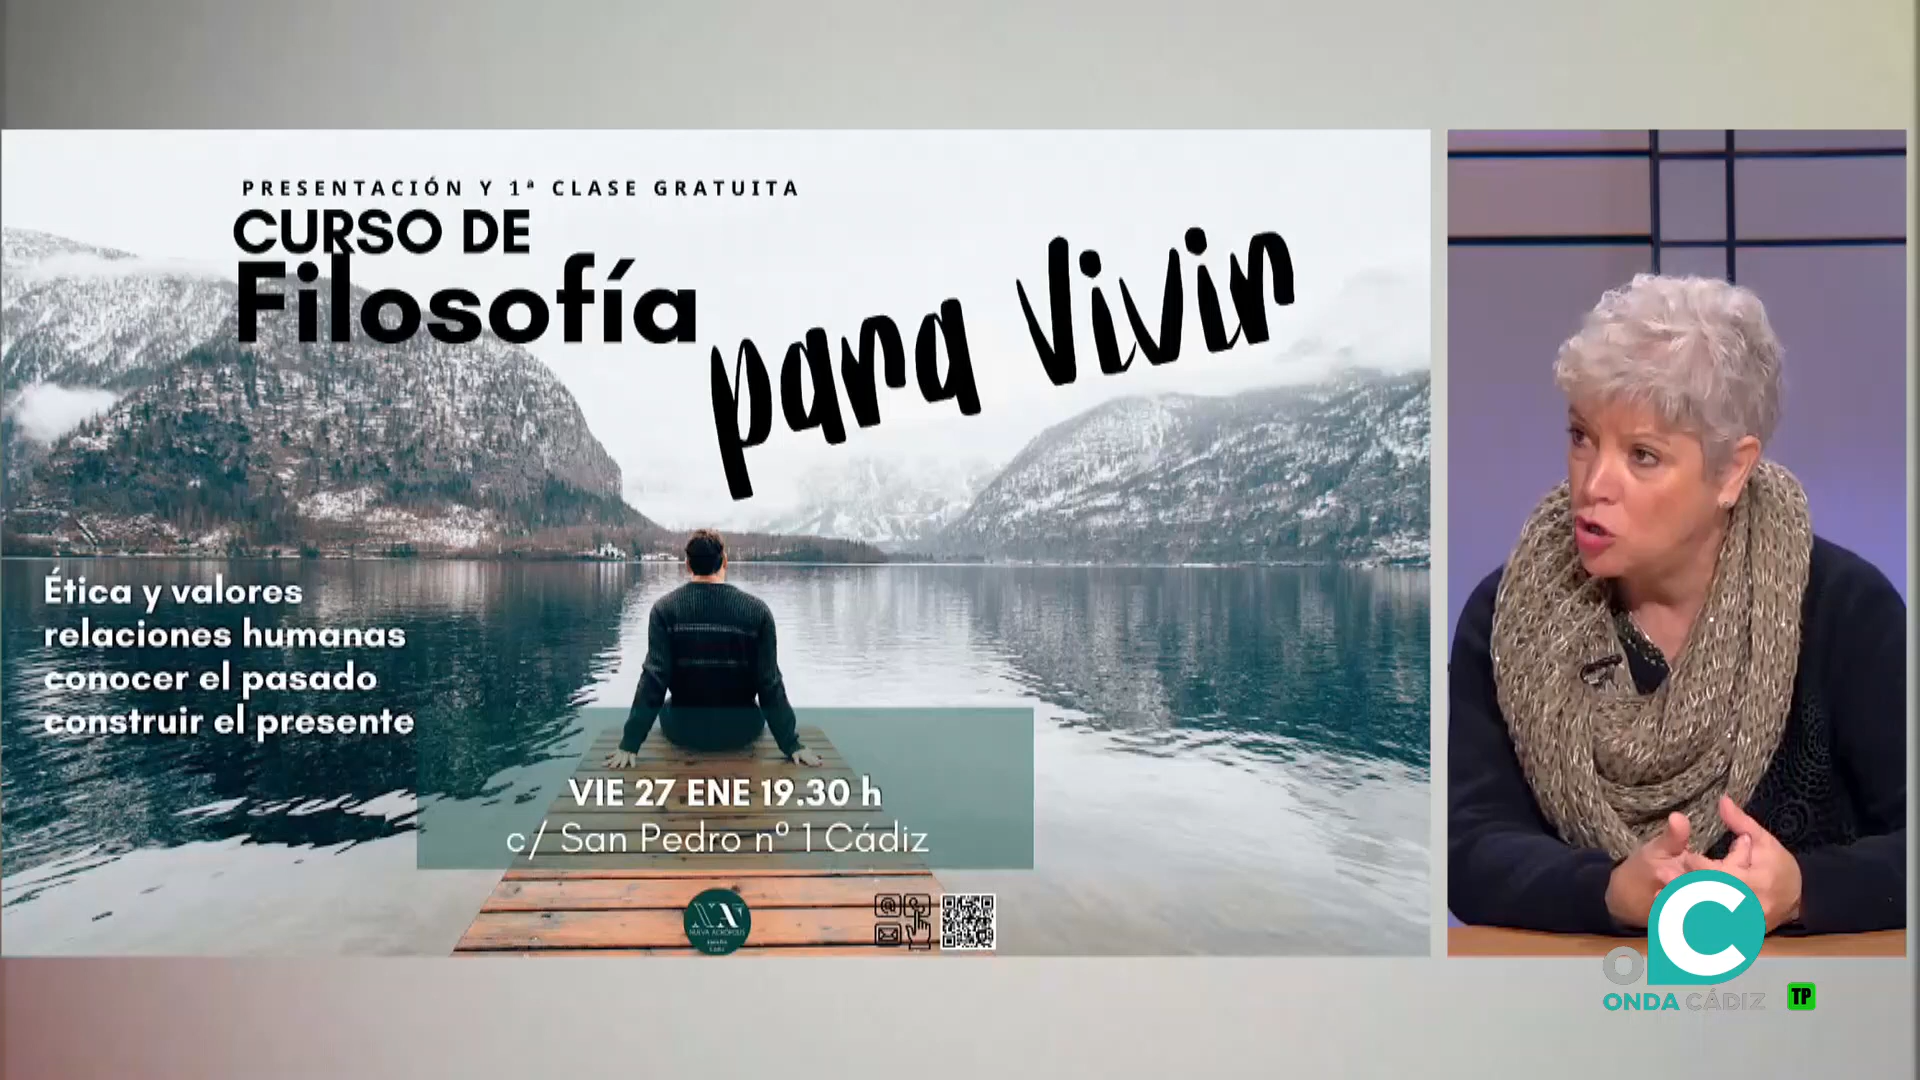 PRESENTACIÓN Y 1ª CLASE GRATUITA
CURSO DE
Filosofía
para vivir
Ética y valores
relaciones humanas
conocer el pasado
construir el presente
VIE 27 ENE 19.30 h
c/ San Pedro nº 1 Cádiz
NUEVA ACRÓPOLIS
ONDA CÁDIZ
TP